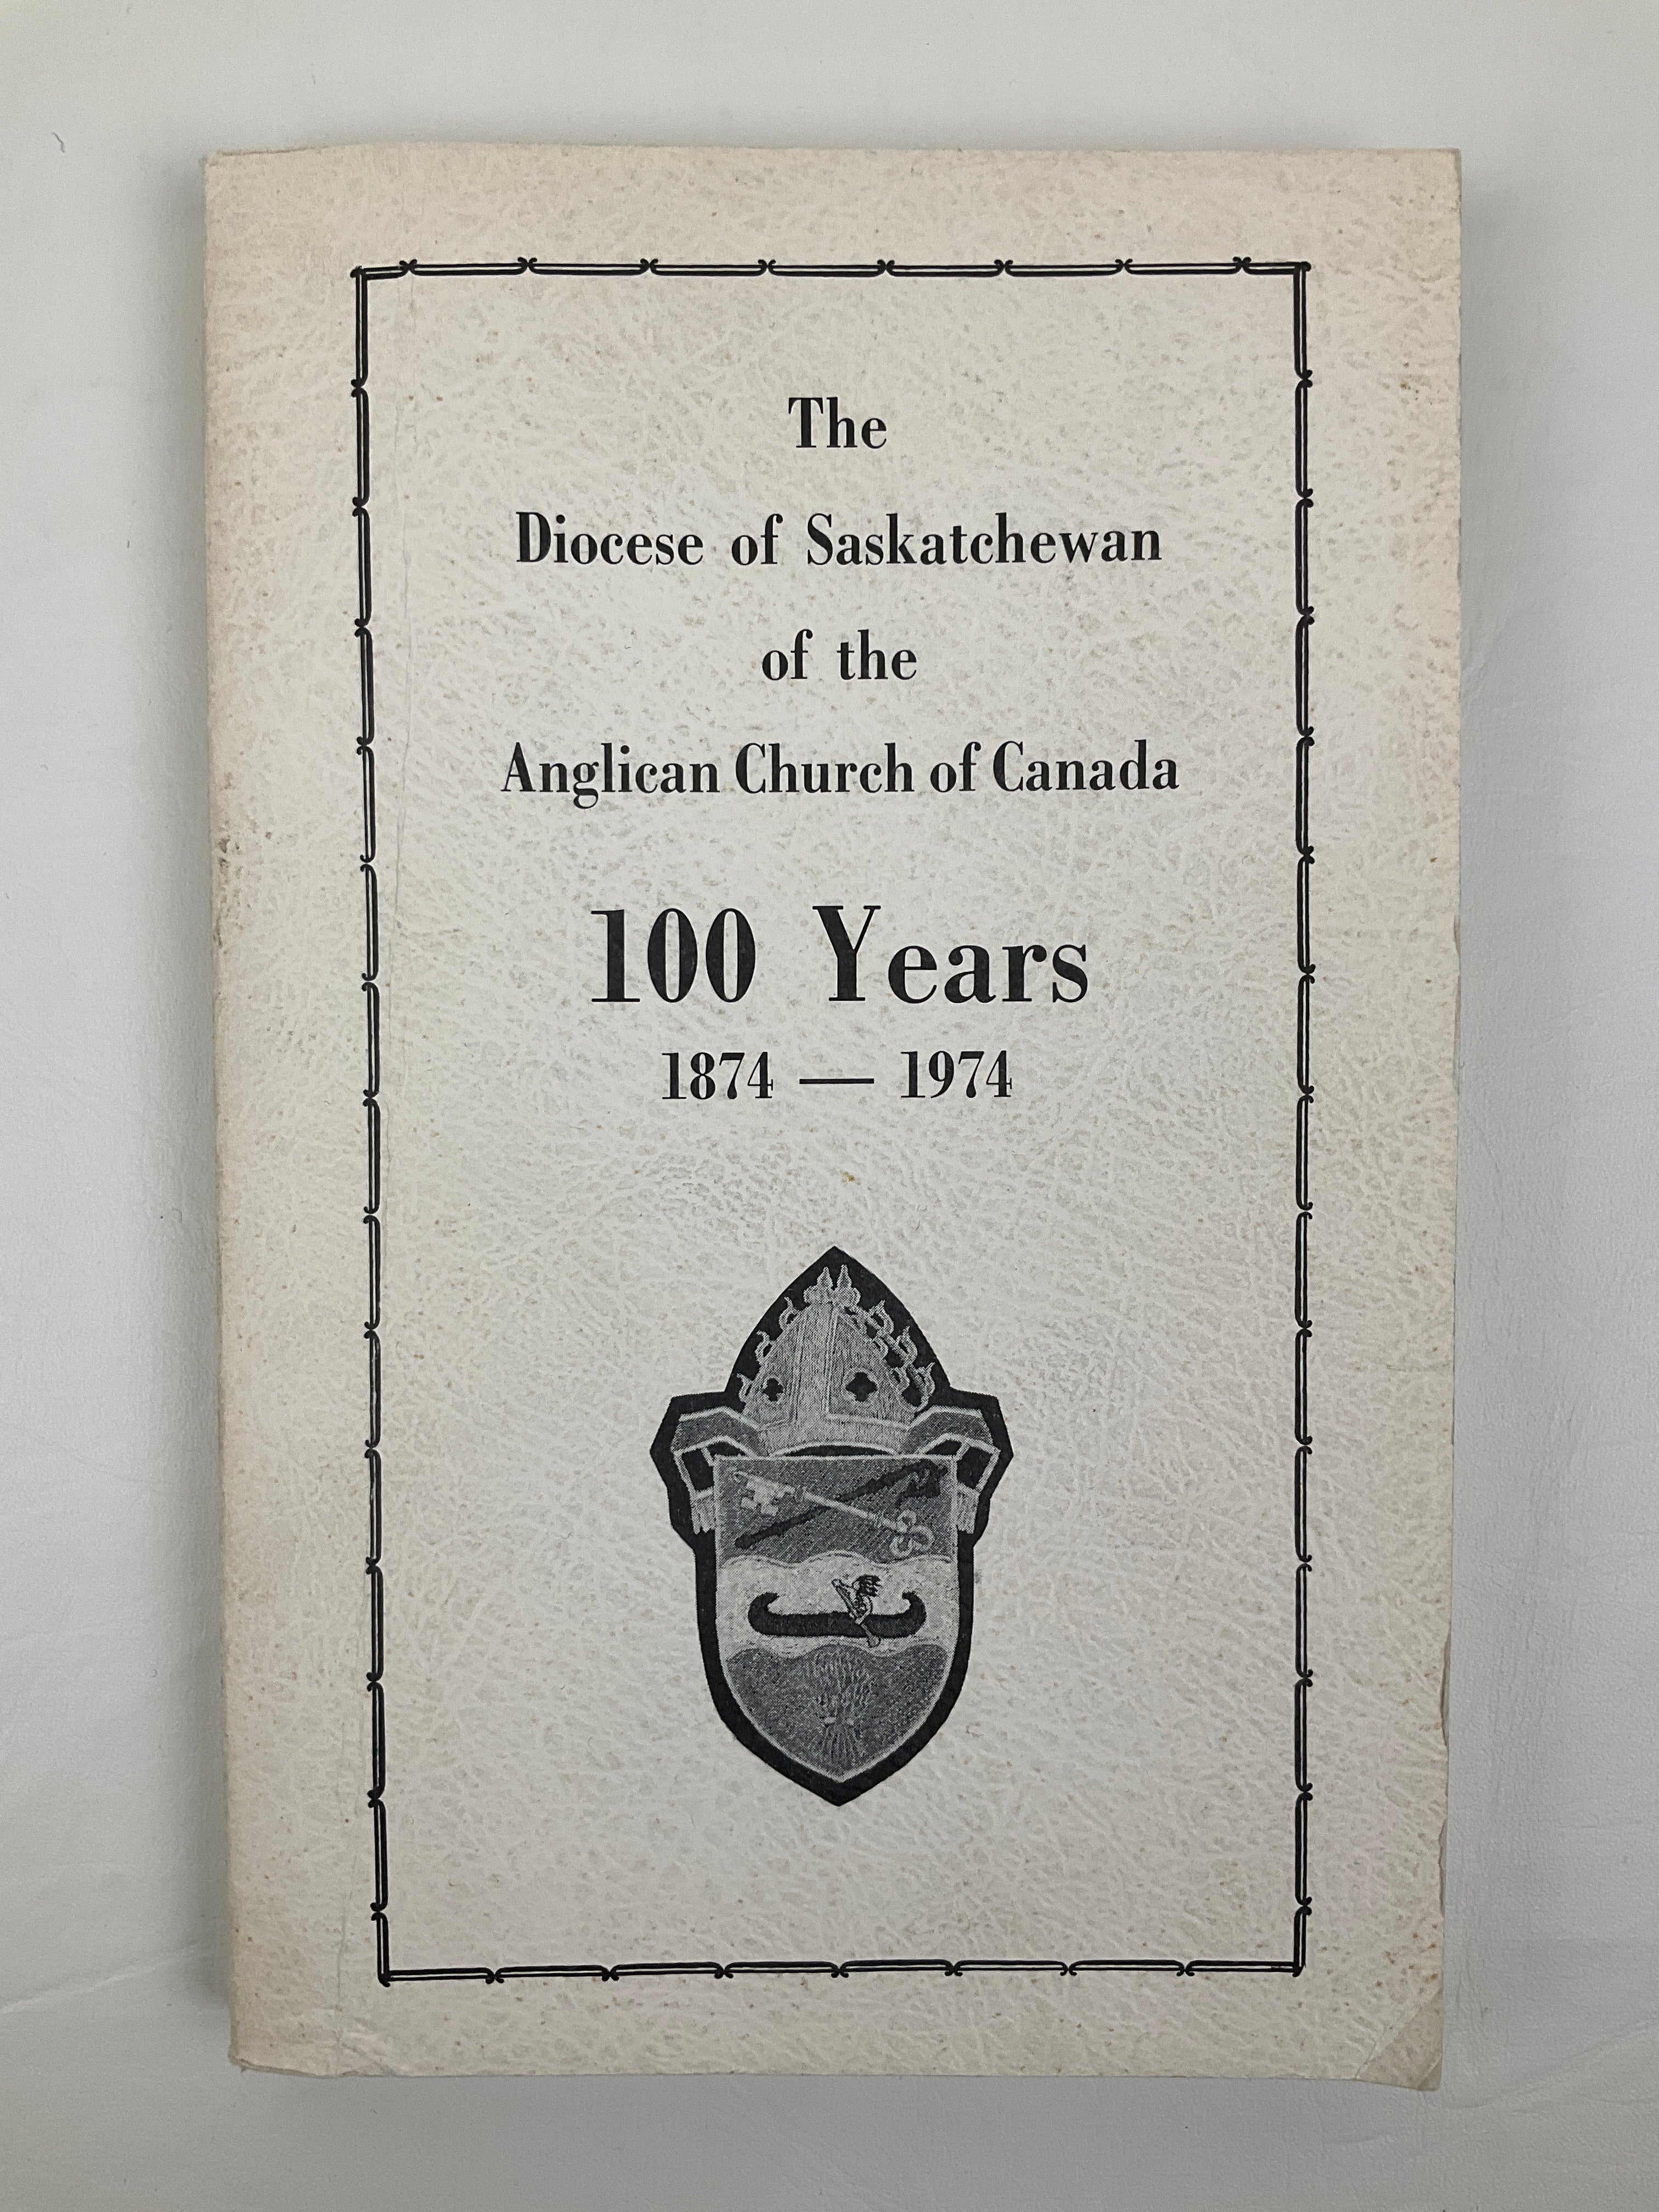 The
Diocese of Saskatchewan
of the
Anglican Church of Canada
100 Years
1874 — 1974